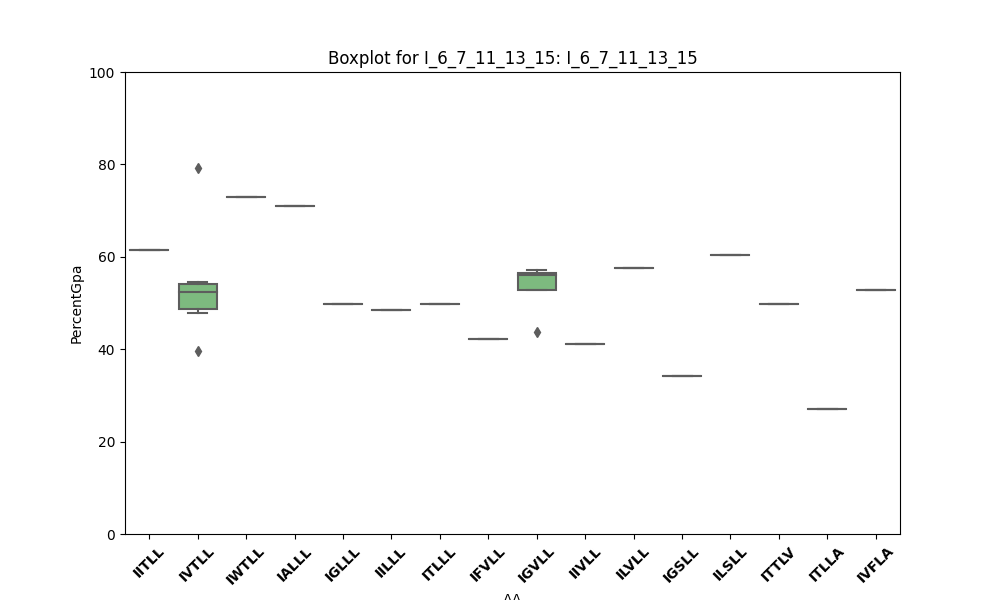 Boxplot for I_6_7_11_13_15: I_6_7_11_13_15
100
80
60
40
20
0
PercentGpa
IITLL
IVTLL
IWTLL
IALLL
IGLLL
IILLL
ITLLL
IFVLL
IGVLL
IIVLL
ILVLL
IGSLL
ILSLL
ITTLV
ITLLA
IVFLA
AA